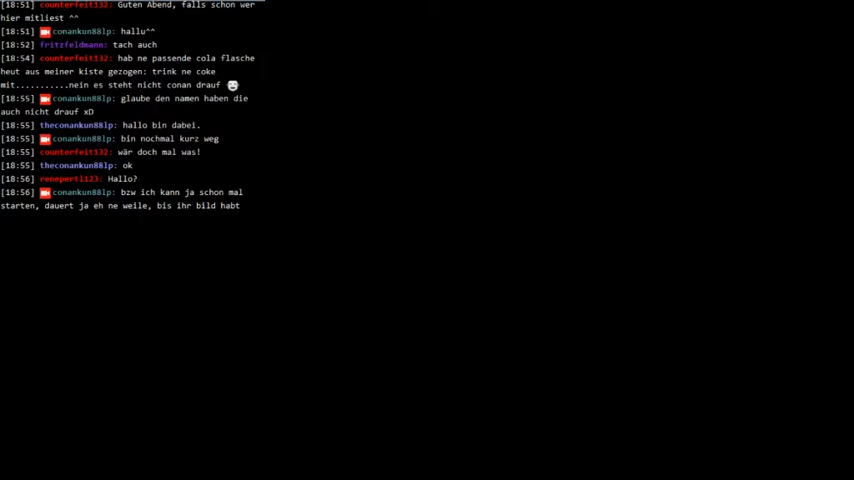 [18:51] counterfeit132: Guten Abend, falls schon wer
hier mitliest ^^
[18:51] conankun88lp: hallu^^
[18:52] fritzfeldmann: tach auch
[18:54] counterfeit132: hab ne passende cola flasche
heut aus meiner kiste gezogen: trink ne coke
mit...........nein es steht nicht conan drauf
[18:55] conankun88lp: glaube den namen haben die
auch nicht drauf xD
[18:55] theconankun88lp: hallo bin dabei.
[18:55] conankun88lp: bin nochmal kurz weg
[18:55] counterfeit132: wär doch mal was!
[18:55] theconankun88lp: ok
[18:56] renepertl123: Hallo?
[18:56] conankun88lp: bzw ich kann ja schon mal
starten, dauert ja eh ne weile, bis ihr bild habt